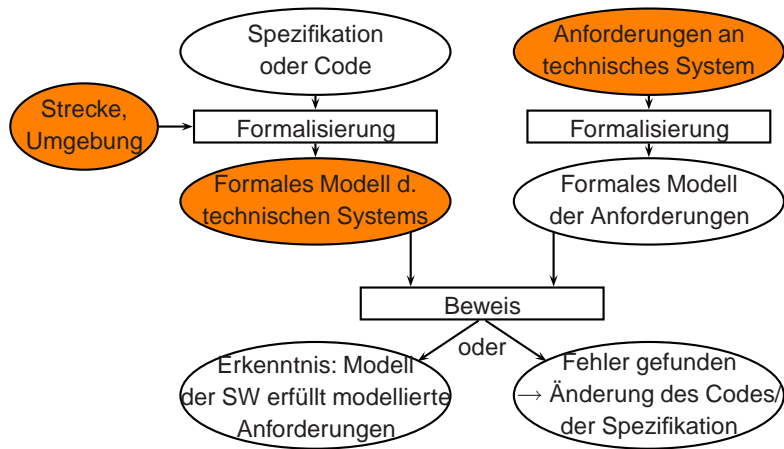 Spezifikation
oder Code
Anforderungen an
technisches System
Strecke,
Umgebung
Formalisierung
Formalisierung
Formales Modell d.
technischen Systems
Formales Modell
der Anforderungen
Beweis
oder
Erkenntnis: Modell
der SW erfüllt modellierte
Anforderungen
Fehler gefunden
→ Änderung des Codes/
der Spezifikation